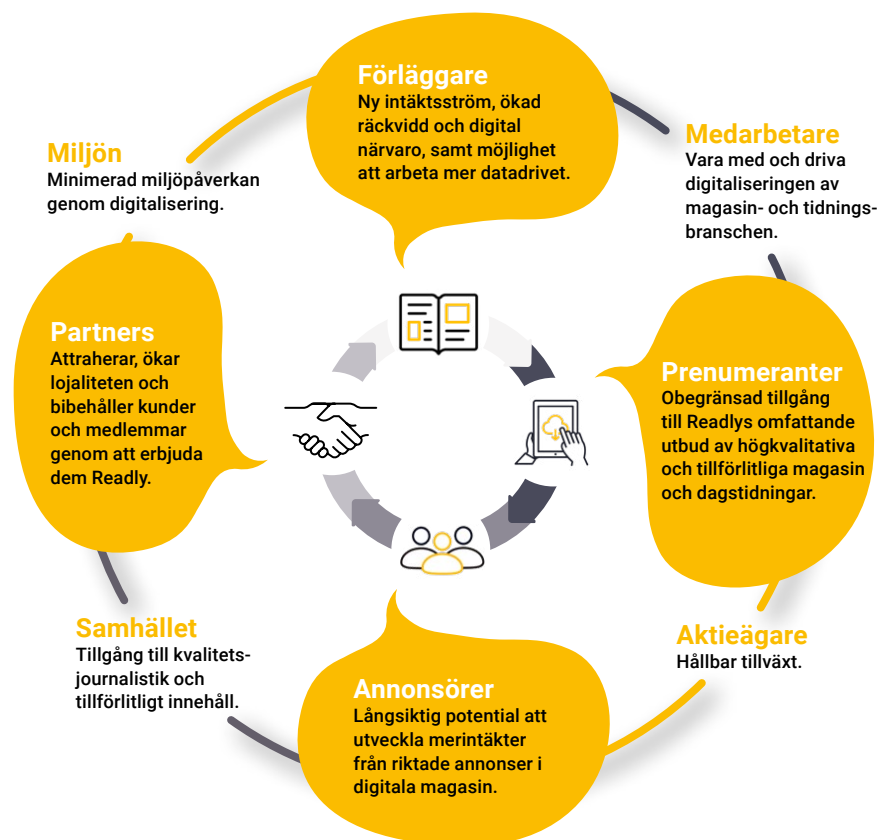 Förläggare
Ny intäktsström, ökad
räckvidd och digital
närvaro, samt möjlighet
att arbeta mer datadrivet.
Medarbetare
Vara med och driva
digitaliseringen av
magasin- och tidnings-
branschen.
Prenumeranter
Obegränsad tillgång
till Readlys omfattande
utbud av högkvalitativa
och tillförlitliga magasin
och dagstidningar.
Aktieägare
Hållbar tillväxt.
Annonsörer
Långsiktig potential att
utveckla merintäkter
från riktade annonser i
digitala magasin.
Samhället
Tillgång till kvalitets-
journalistik och
tillförlitligt innehåll.
Partners
Attraherar, ökar
lojaliteten och
bibehåller kunder
och medlemmar
genom att erbjuda
dem Readly.
Miljön
Minimerad miljöpåverkan
genom digitalisering.